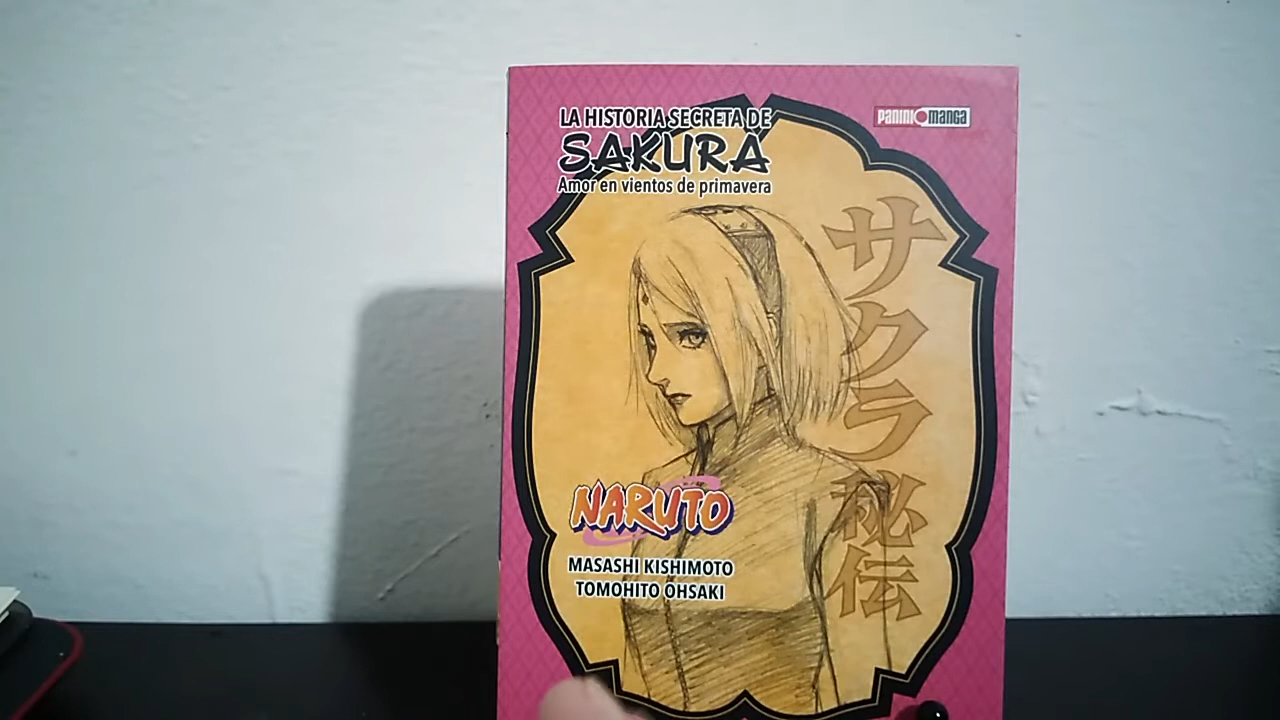 LA HISTORIA SECRETA DE
SAKURA
Amor en vientos de primavera
PANINI MANGA
サクラ秘伝
NARUTO
MASASHI KISHIMOTO
TOMOHITO OHSAKI